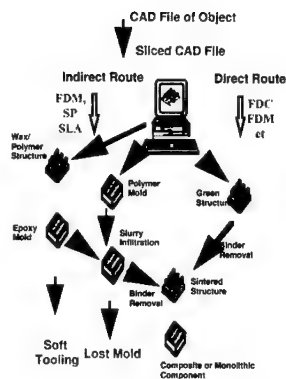 CAD File of Object
Sliced CAD File
Indirect Route
Direct Route
FDM,
SP
SLA
FDC
FDM
ct
Wax/
Polymer
Structure
Polymer
Mold
Green
Structure
Epoxy
Mold
Slurry
Infiltration
Binder
Removal
Binder
Removal
Sintered
Structure
Soft
Tooling
Lost Mold
Composite or Monolithic
Component